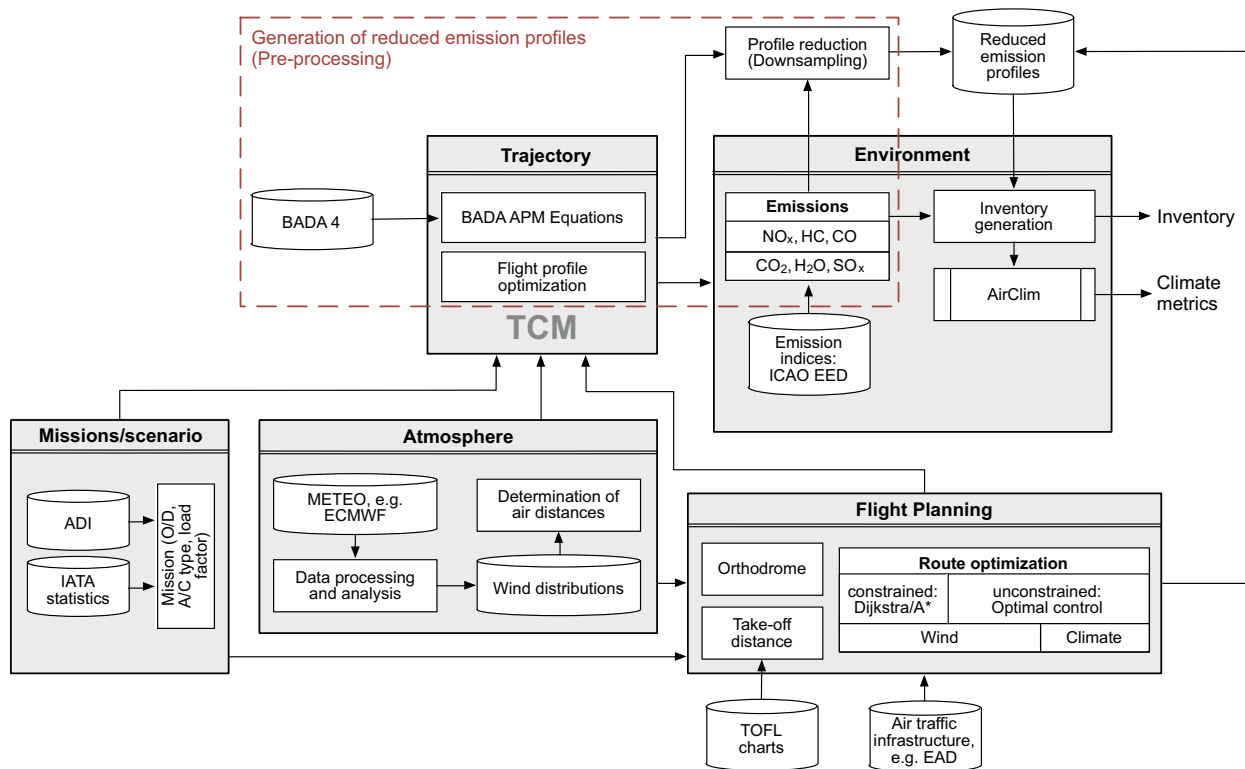 Generation of reduced emission profiles
(Pre-processing)
Profile reduction
(Downsampling)
Reduced
emission
profiles
Trajectory
BADA 4
BADA APM Equations
Flight profile
optimization
TCM
Environment
Emissions
NOₓ, HC, CO
CO₂, H₂O, SOₓ
Emission
indices:
ICAO EED
Inventory
generation
AirClim
Inventory
Climate
metrics
Missions/scenario
ADI
IATA
statistics
Mission (O/D,
A/C type, load
factor)
Atmosphere
METEO, e.g.
ECMWF
Data processing
and analysis
Determination of
air distances
Wind distributions
Flight Planning
Orthodrome
Take-off
distance
Route optimization
constrained:
Dijkstra/A*
unconstrained:
Optimal control
Wind
Climate
TOFL
charts
Air traffic
infrastructure,
e.g. EAD